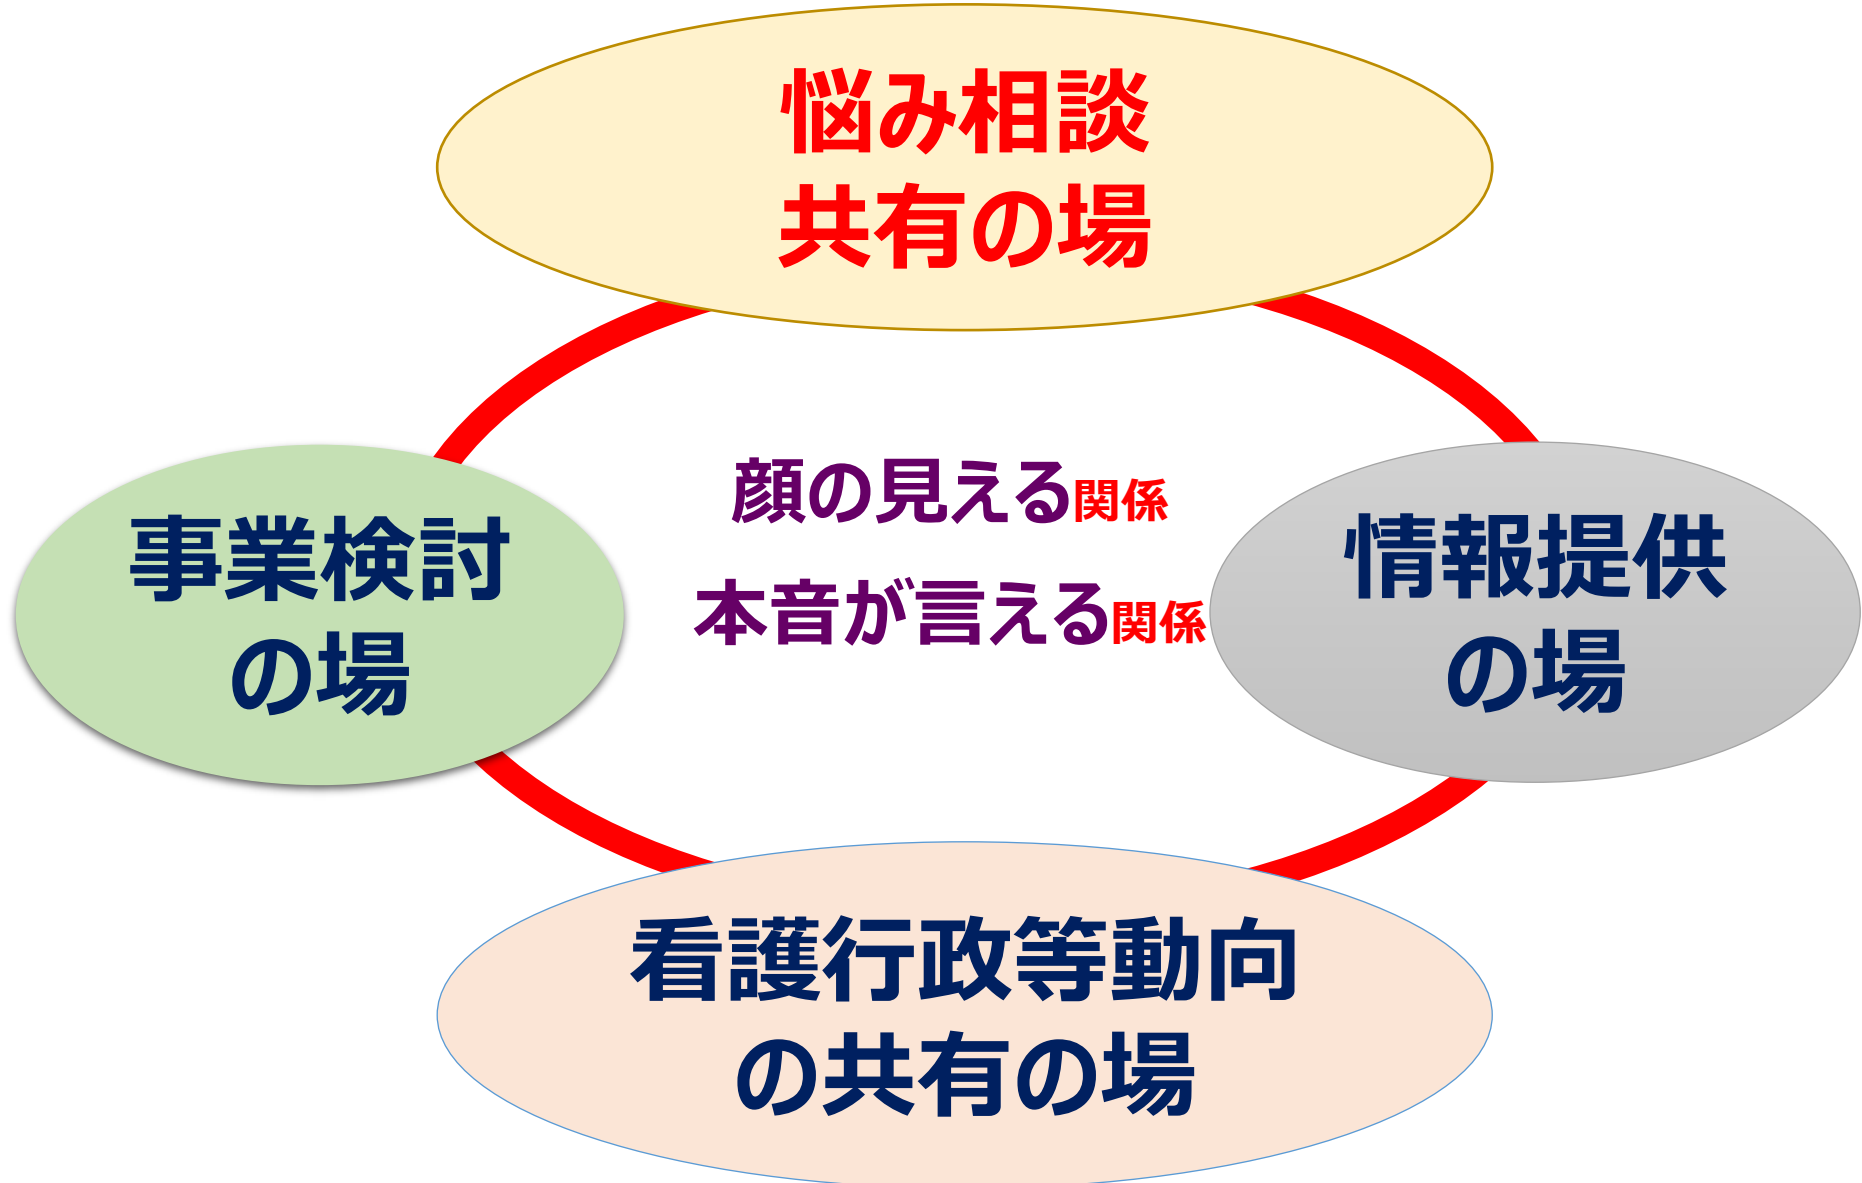 悩み相談
共有の場
顔の見える関係
本音が言える関係
事業検討
の場
情報提供
の場
看護行政等動向
の共有の場